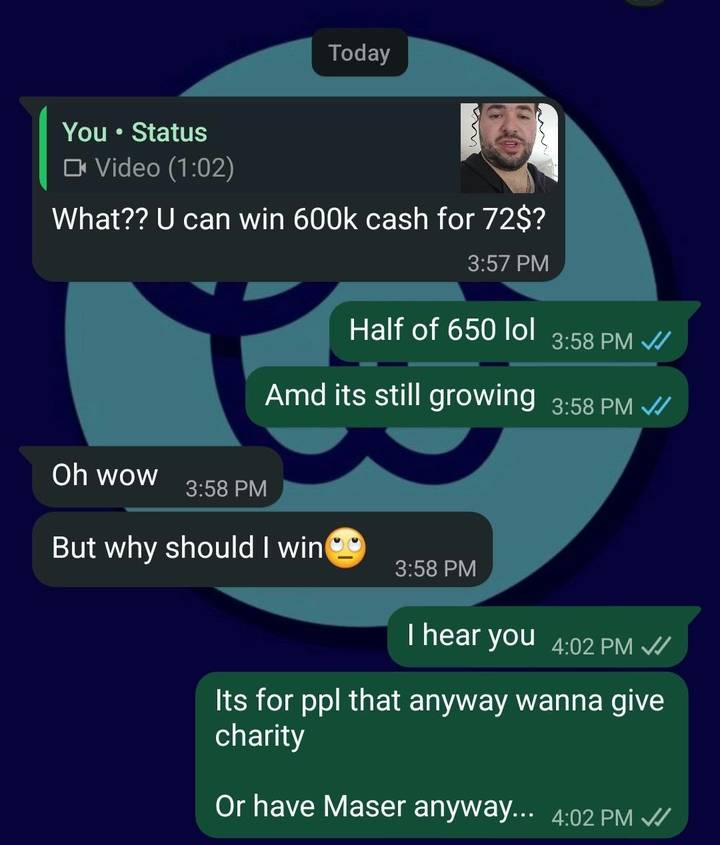 Today
You • Status
Video (1:02)
What?? U can win 600k cash for 72$?
3:57 PM
Half of 650 lol 3:58 PM
Amd its still growing 3:58 PM
Oh wow 3:58 PM
But why should I win🙄 3:58 PM
I hear you 4:02 PM
Its for ppl that anyway wanna give
charity
Or have Maser anyway... 4:02 PM